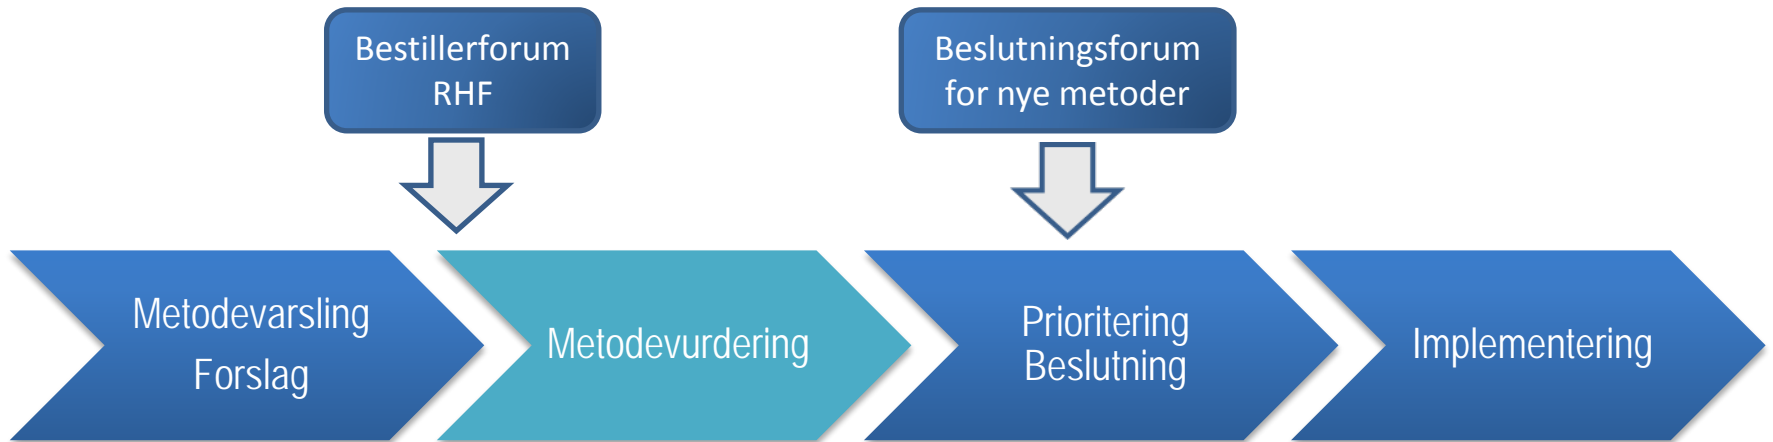 Bestillerforum
RHF
Beslutningsforum
for nye metoder
Metodevarsling
Forslag
Metodevurdering
Prioritering
Beslutning
Implementering